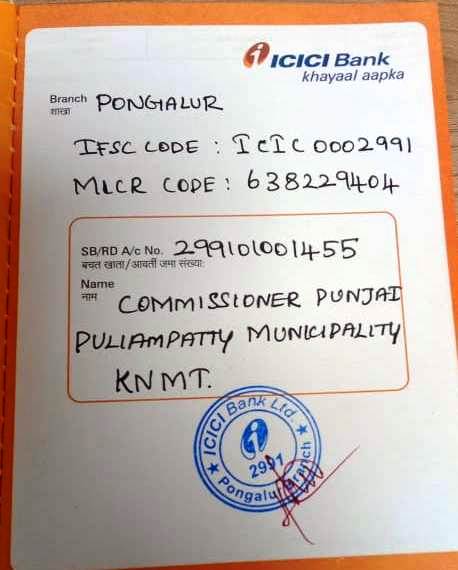 ICICI Bank
khayaal aapka
Branch PONGALUR
शाखा
IFSC CODE : ICIC0002991
MICR CODE : 638229404
SB/RD A/c No. 299101001455
बचत खाता/आवर्ती जमा संख्या:
Name
नाम
COMMISSIONER PUNJAI
PULIAMPATTY MUNICIPALITY
KNMT.
ICICI Bank Ltd.
2991
Pongalur Branch